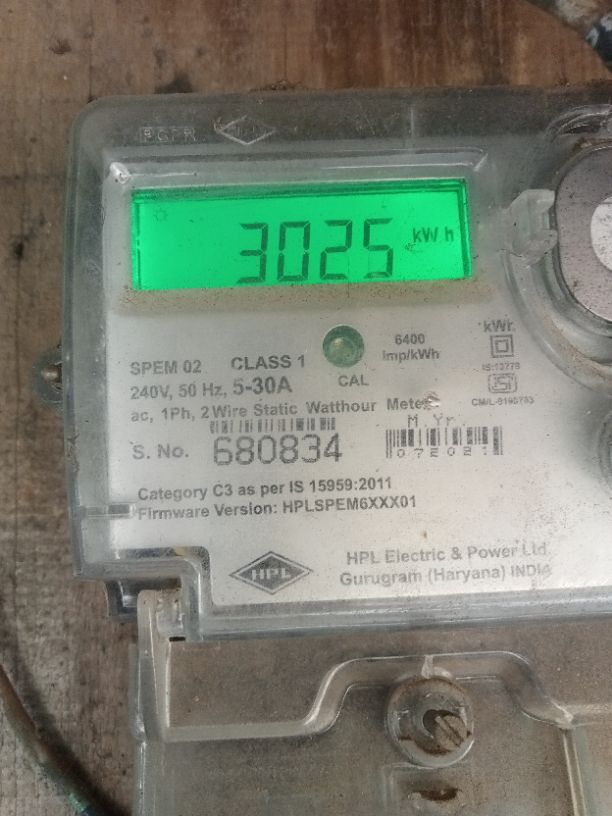 3025 kWh
kWr.
6400
imp/kWh
SPEM 02 CLASS 1
240V, 50 Hz, 5-30A
CAL
ac, 1Ph, 2 Wire Static Watthour Meter
M Yr.
S. No. 680834
072021
Category C3 as per IS 15959:2011
Firmware Version: HPLSPEM6XXX01
HPL
HPL Electric & Power Ltd
Gurugram (Haryana) INDIA